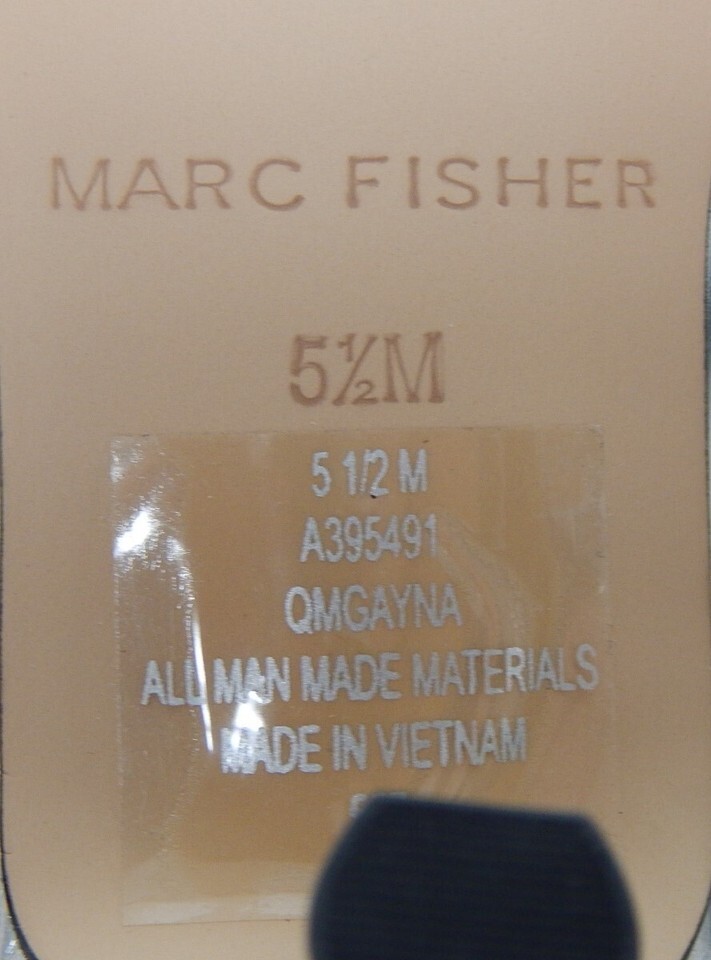 MARC FISHER
5½M
5 1/2 M
A395491
QMGAYNA
ALL MAN MADE MATERIALS
MADE IN VIETNAM